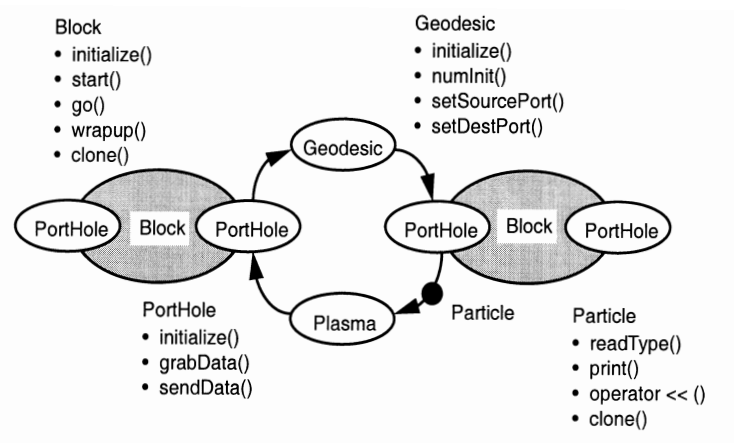 Block
• initialize()
• start()
• go()
• wrapup()
• clone()
Geodesic
• initialize()
• numInit()
• setSourcePort()
• setDestPort()
Geodesic
PortHole
Block
PortHole
PortHole
Block
PortHole
Plasma
Particle
PortHole
• initialize()
• grabData()
• sendData()
Particle
• readType()
• print()
• operator << ()
• clone()